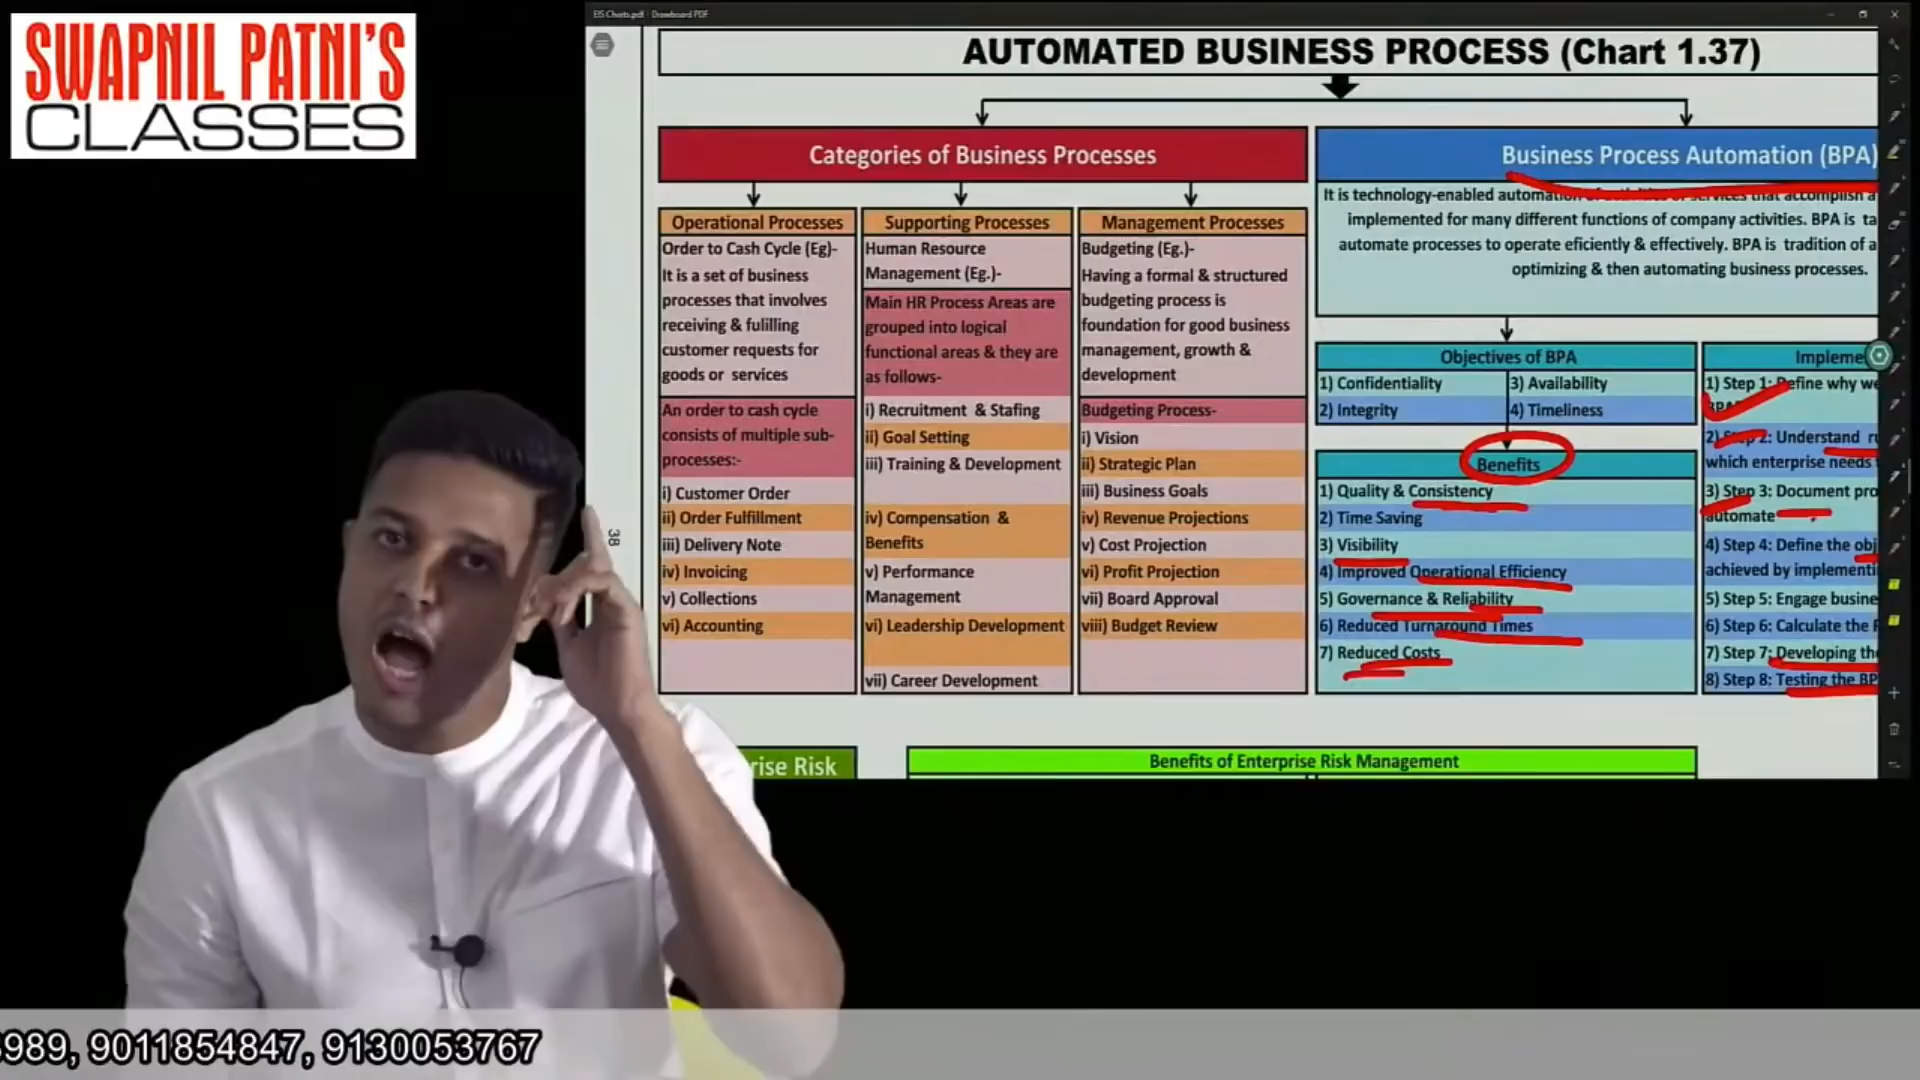 SWAPNIL PATNI'S
CLASSES
EIS Charts.pdf - Drawboard PDF
AUTOMATED BUSINESS PROCESS (Chart 1.37)
Categories of Business Processes
Operational Processes
Order to Cash Cycle (Eg)-
It is a set of business
processes that involves
receiving & fulilling
customer requests for
goods or services
An order to cash cycle
consists of multiple sub-
processes:-
i) Customer Order
ii) Order Fulfillment
iii) Delivery Note
iv) Invoicing
v) Collections
vi) Accounting
Supporting Processes
Human Resource
Management (Eg.)-
Main HR Process Areas are
grouped into logical
functional areas & they are
as follows-
i) Recruitment & Stafing
ii) Goal Setting
iii) Training & Development
iv) Compensation &
Benefits
v) Performance
Management
vi) Leadership Development
vii) Career Development
Management Processes
Budgeting (Eg.)-
Having a formal & structured
budgeting process is
foundation for good business
management, growth &
development
Budgeting Process-
i) Vision
ii) Strategic Plan
iii) Business Goals
iv) Revenue Projections
v) Cost Projection
vi) Profit Projection
vii) Board Approval
viii) Budget Review
Business Process Automation (BPA)
It is technology-enabled automation services that accomplish a
implemented for many different functions of company activities. BPA is ta
automate processes to operate eficiently & effectively. BPA is tradition of a
optimizing & then automating business processes.
Objectives of BPA
1) Confidentiality
2) Integrity
3) Availability
4) Timeliness
Benefits
1) Quality & Consistency
2) Time Saving
3) Visibility
4) Improved Operational Efficiency
5) Governance & Reliability
6) Reduced Turnaround Times
7) Reduced Costs
Impleme
1) Step 1: Define why we
BPA
2) Step 2: Understand ru
which enterprise needs
3) Step 3: Document pro
automate
4) Step 4: Define the obj
achieved by implementi
5) Step 5: Engage busine
6) Step 6: Calculate the R
7) Step 7: Developing the
8) Step 8: Testing the BP
38
rise Risk
Benefits of Enterprise Risk Management
989, 9011854847, 9130053767